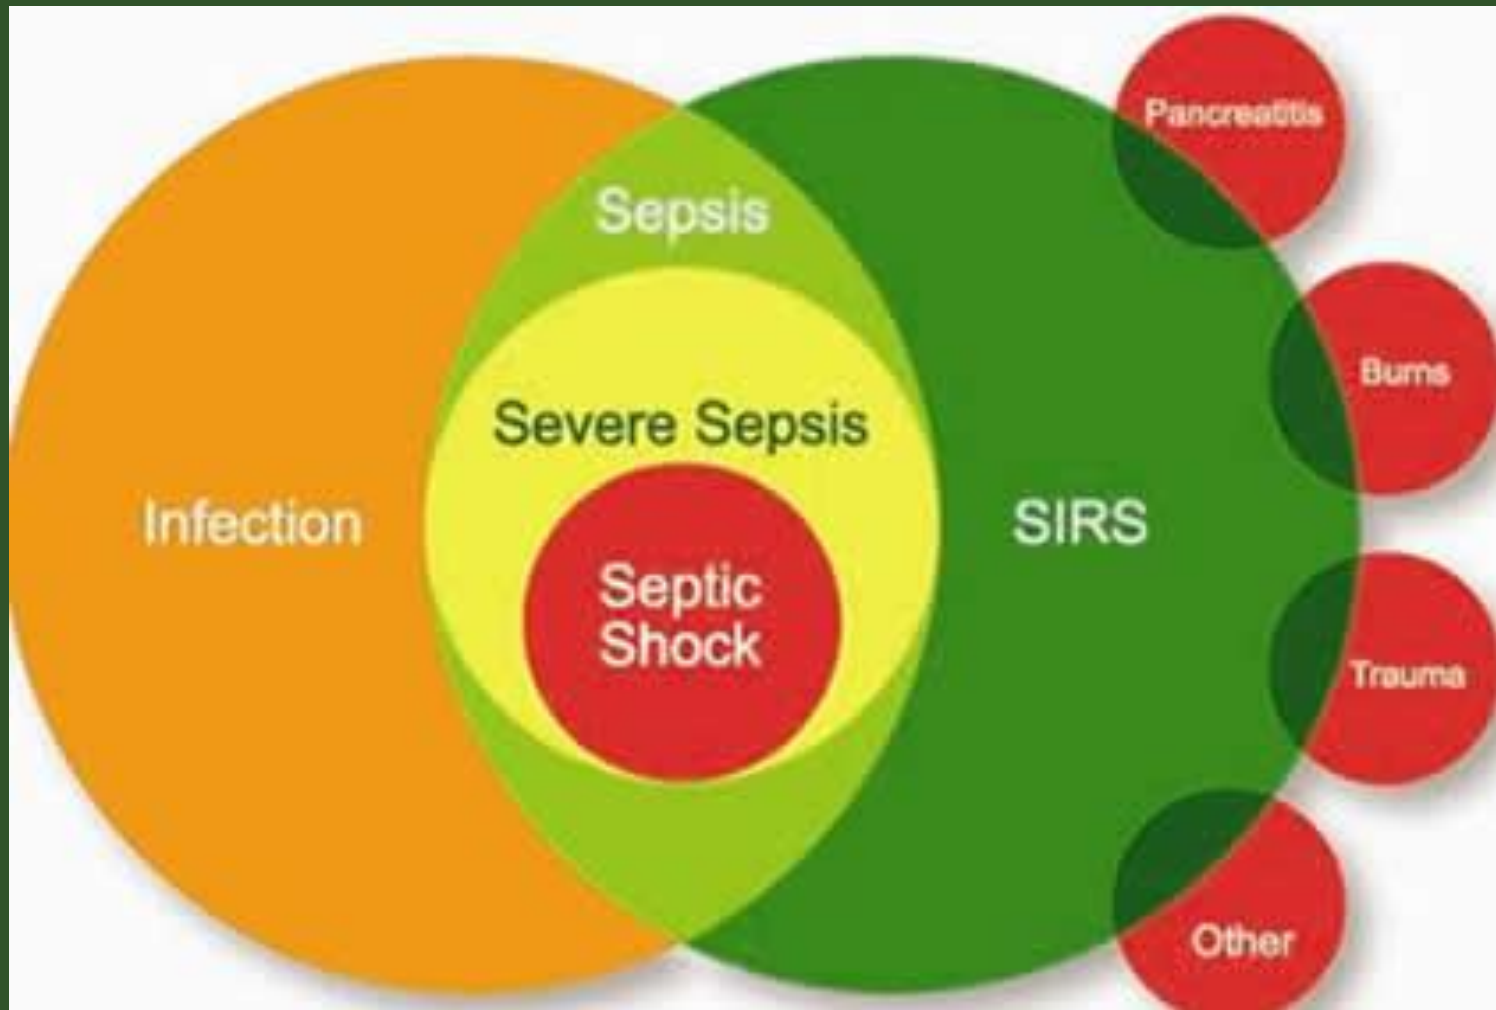 Pancreatitis
Sepsis
Burns
Severe Sepsis
Infection
SIRS
Septic
Shock
Trauma
Other